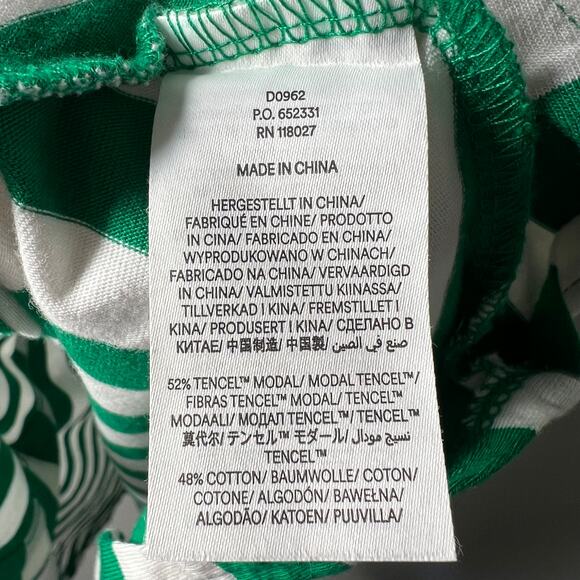 D0962
P.O. 652331
RN 118027
MADE IN CHINA
HERGESTELLT IN CHINA/
FABRIQUÉ EN CHINE/ PRODOTTO
IN CINA/ FABRICADO EN CHINA/
WYPRODUKOWANO W CHINACH/
FABRICADO NA CHINA/ VERVAARDIGD
IN CHINA/ VALMISTETTU KIINASSA/
TILLVERKAD I KINA/ FREMSTILLET I
KINA/ PRODUSERT I KINA/ СДЕЛАНО В
КИТАЕ/ 中国制造/ 中国製/ صنع في الصين/
52% TENCEL™ MODAL/ MODAL TENCEL™/
FIBRAS TENCEL™ MODAL/ TENCEL™
MODAALI/ МОДАЛ TENCEL™/ TENCEL™
莫代尔/ テンセル™ モダール/ نسيج مودال/
TENCEL™
48% COTTON/ BAUMWOLLE/ COTON/
COTONE/ ALGODÓN/ BAWEŁNA/
ALGODÃO/ KATOEN/ PUUVILLA/